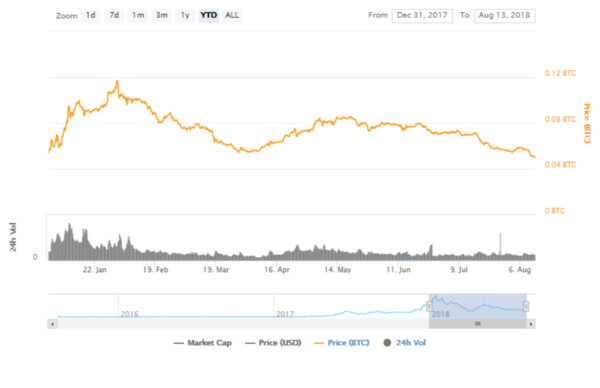 Zoom 1d 7d 1m 3m 1y YTD ALL From Dec 31, 2017 To Aug 13, 2018
0.12 BTC
0.08 BTC
0.04 BTC
0 BTC
Price (BTC)
24h Vol
0
22. Jan 19. Feb 19. Mar 16. Apr 14. May 11. Jun 9. Jul 6. Aug
2016 2017 2018
Market Cap Price (USD) Price (BTC) 24h Vol